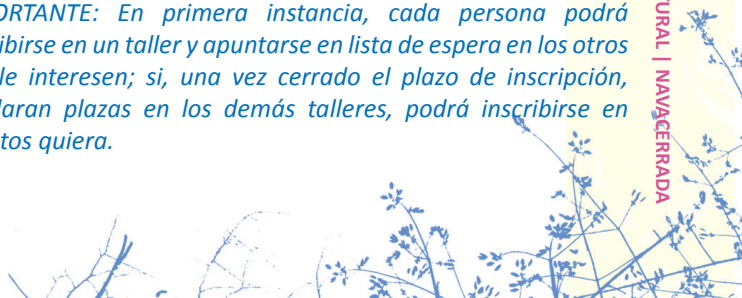 ORTANTE: En primera instancia, cada persona podrá
ibirse en un taller y apuntarse en lista de espera en los otros
le interesen; si, una vez cerrado el plazo de inscripción,
laran plazas en los demás talleres, podrá inscribirse en
tos quiera.
URAL | NAVACERRADA